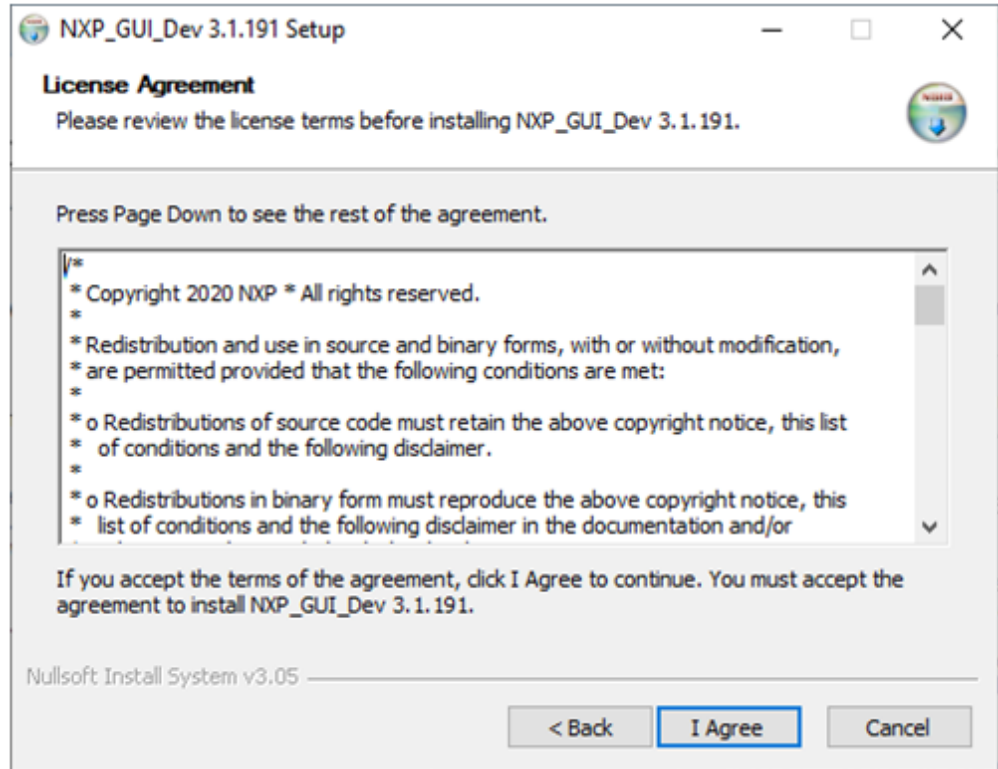 NXP_GUI_Dev 3.1.191 Setup
License Agreement
Please review the license terms before installing NXP_GUI_Dev 3.1.191.
Press Page Down to see the rest of the agreement.
/*
* Copyright 2020 NXP * All rights reserved.
*
* Redistribution and use in source and binary forms, with or without modification,
* are permitted provided that the following conditions are met:
*
* o Redistributions of source code must retain the above copyright notice, this list
*   of conditions and the following disclaimer.
*
* o Redistributions in binary form must reproduce the above copyright notice, this
*   list of conditions and the following disclaimer in the documentation and/or
If you accept the terms of the agreement, click I Agree to continue. You must accept the
agreement to install NXP_GUI_Dev 3.1.191.
Nullsoft Install System v3.05
< Back
I Agree
Cancel